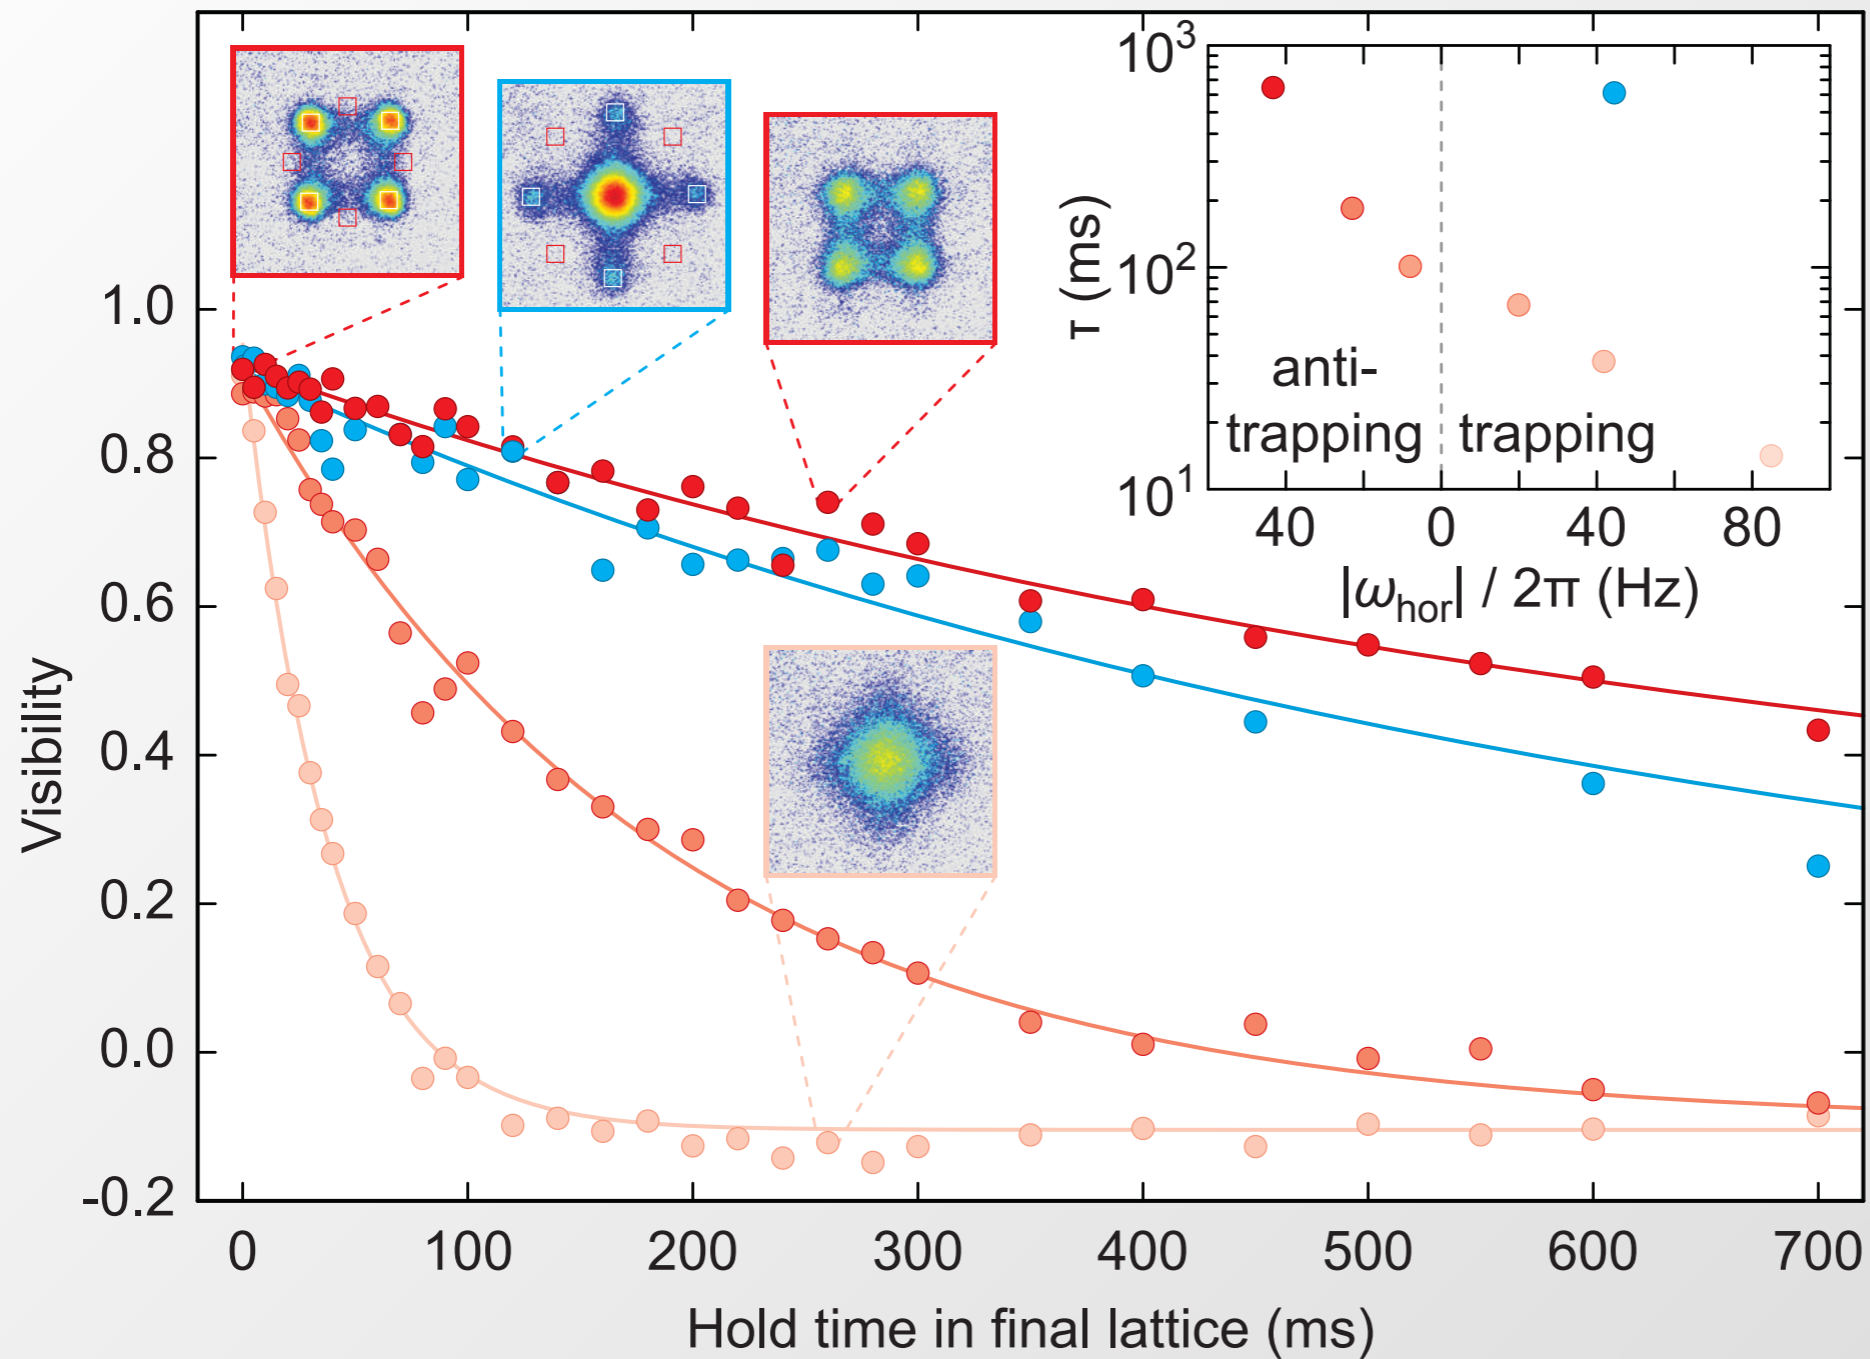 10³
10²
10¹
τ (ms)
anti-
trapping
trapping
40 0 40 80
|ω_hor| / 2π (Hz)
1.0
0.8
0.6
0.4
0.2
0.0
-0.2
Visibility
0 100 200 300 400 500 600 700
Hold time in final lattice (ms)